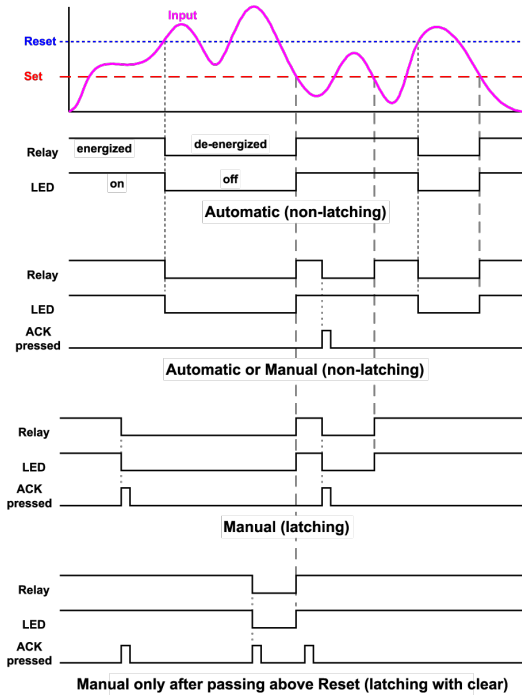 Input
Reset
Set
energized
de-energized
Relay
on
off
LED
Automatic (non-latching)
Relay
LED
ACK
pressed
Automatic or Manual (non-latching)
Relay
LED
ACK
pressed
Manual (latching)
Relay
LED
ACK
pressed
Manual only after passing above Reset (latching with clear)